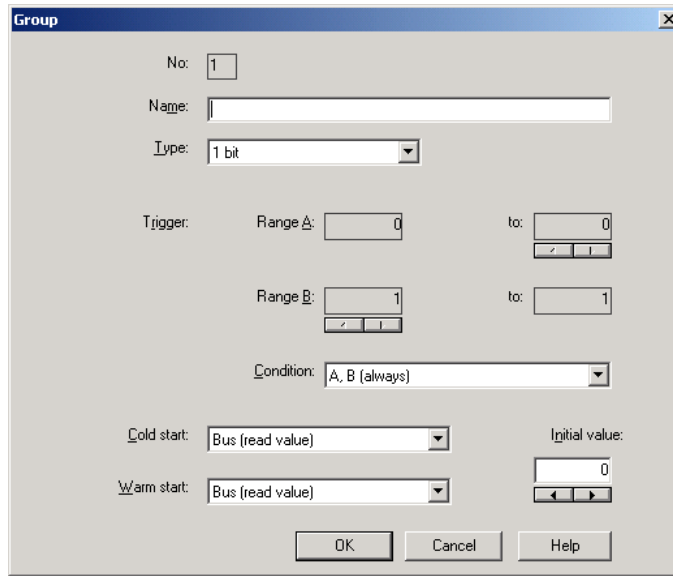 Group
No: 1
Name:
Type: 1 bit
Trigger: Range A: 0 to: 0
Range B: 1 to: 1
Condition: A, B (always)
Cold start: Bus (read value) Initial value:
0
Warm start: Bus (read value)
OK Cancel Help